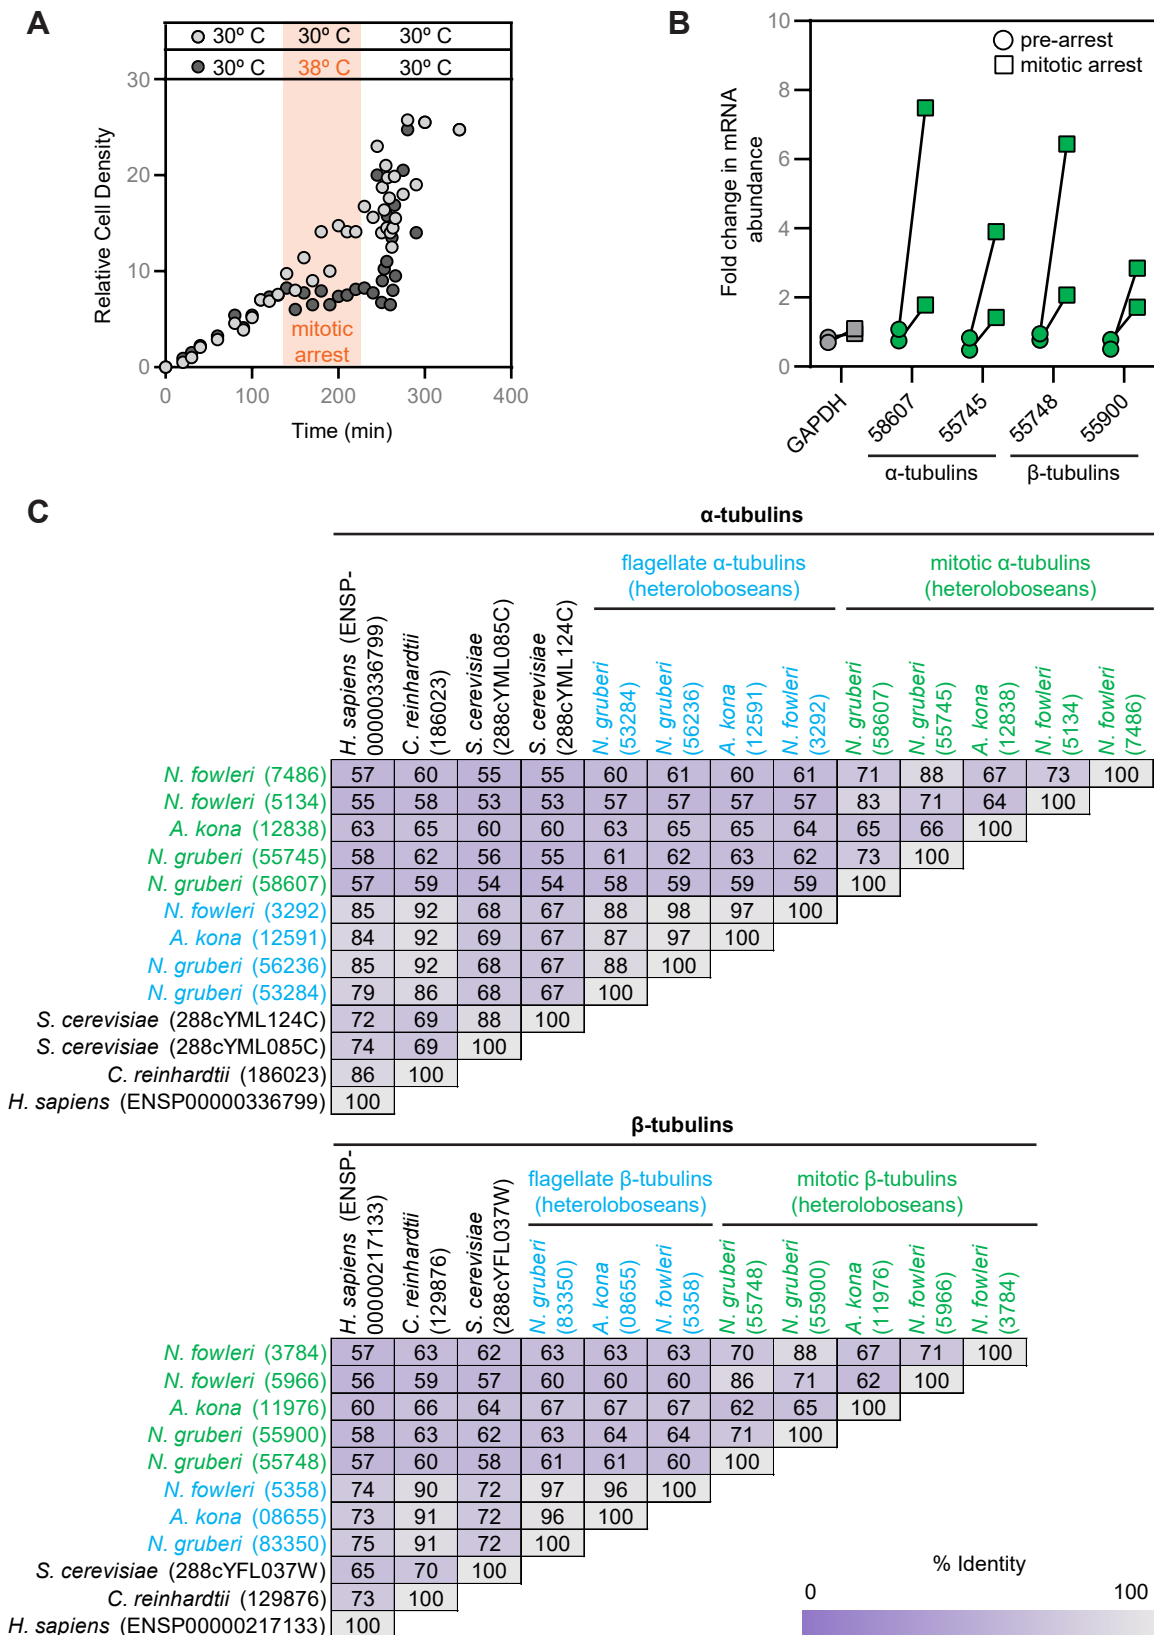 A
30º C 30º C 30º C
30º C 38º C 30º C
30
20
10
0
Relative Cell Density
mitotic
arrest
0 100 200 300 400
Time (min)
B
pre-arrest
mitotic arrest
10
8
6
4
2
0
Fold change in mRNA
abundance
GAPDH
58607
55745
55748
55900
α-tubulins
β-tubulins
C
α-tubulins
flagellate α-tubulins
(heteroloboseans)
mitotic α-tubulins
(heteroloboseans)
H. sapiens (ENSP-
00000336799)
C. reinhardtii
(186023)
S. cerevisiae
(288cYML085C)
S. cerevisiae
(288cYML124C)
N. gruberi
(53284)
N. gruberi
(56236)
A. kona
(12591)
N. fowleri
(3292)
N. gruberi
(58607)
N. gruberi
(55745)
A. kona
(12838)
N. fowleri
(5134)
N. fowleri
(7486)
N. fowleri (7486) 57 60 55 55 60 61 60 61 71 88 67 73 100
N. fowleri (5134) 55 58 53 53 57 57 57 57 83 71 64 100
A. kona (12838) 63 65 60 60 63 65 65 64 65 66 100
N. gruberi (55745) 58 62 56 55 61 62 63 62 73 100
N. gruberi (58607) 57 59 54 54 58 59 59 59 100
N. fowleri (3292) 85 92 68 67 88 98 97 100
A. kona (12591) 84 92 69 67 87 97 100
N. gruberi (56236) 85 92 68 67 88 100
N. gruberi (53284) 79 86 68 67 100
S. cerevisiae (288cYML124C) 72 69 88 100
S. cerevisiae (288cYML085C) 74 69 100
C. reinhardtii (186023) 86 100
H. sapiens (ENSP00000336799) 100
β-tubulins
flagellate β-tubulins
(heteroloboseans)
mitotic β-tubulins
(heteroloboseans)
H. sapiens (ENSP-
00000217133)
C. reinhardtii
(129876)
S. cerevisiae
(288cYFL037W)
N. gruberi
(83350)
A. kona
(08655)
N. fowleri
(5358)
N. gruberi
(55748)
N. gruberi
(55900)
A. kona
(11976)
N. fowleri
(5966)
N. fowleri
(3784)
N. fowleri (3784) 57 63 62 63 63 63 70 88 67 71 100
N. fowleri (5966) 56 59 57 60 60 60 86 71 62 100
A. kona (11976) 60 66 64 67 67 67 62 65 100
N. gruberi (55900) 58 63 62 63 64 64 71 100
N. gruberi (55748) 57 60 58 61 61 60 100
N. fowleri (5358) 74 90 72 97 96 100
A. kona (08655) 73 91 72 96 100
N. gruberi (83350) 75 91 72 100
S. cerevisiae (288cYFL037W) 65 70 100
C. reinhardtii (129876) 73 100
H. sapiens (ENSP00000217133) 100
% Identity
0 100